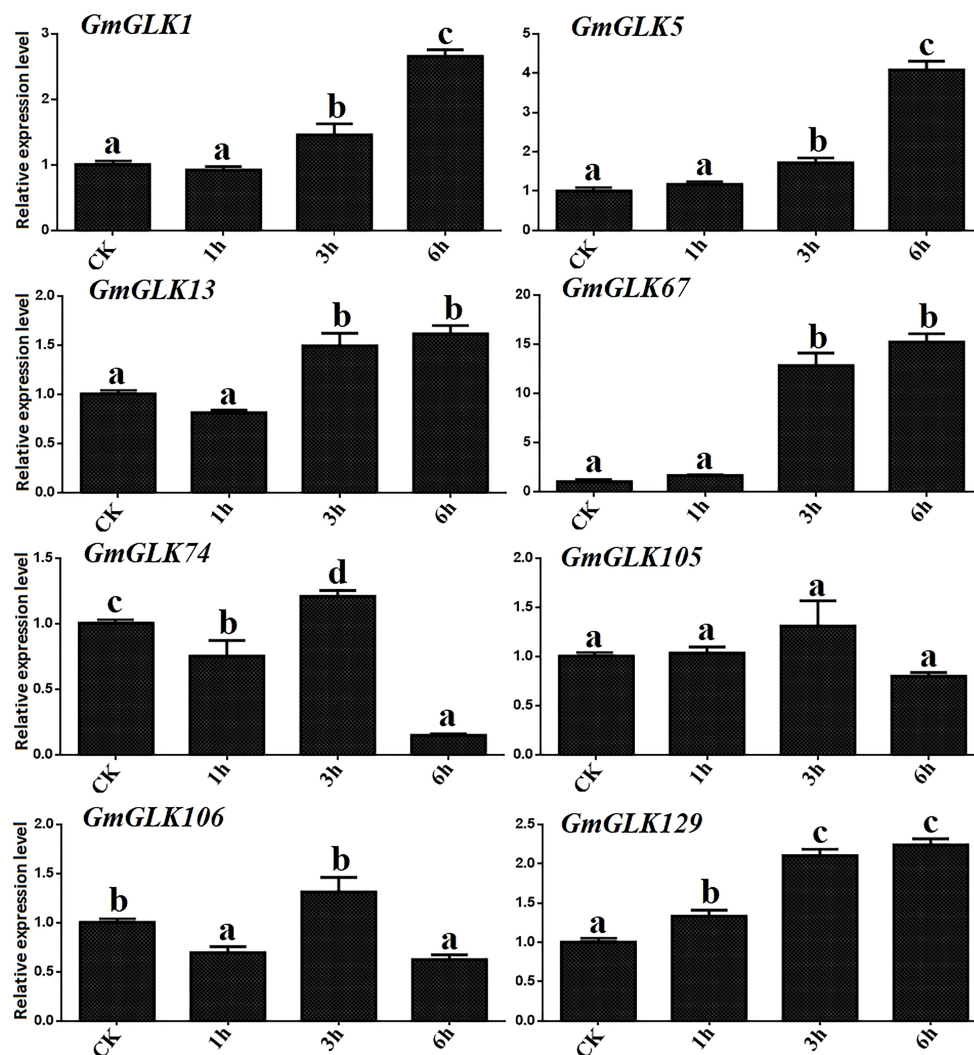 GmGLK1
Relative expression level
3
2
1
0
a
a
b
c
CK
1h
3h
6h
GmGLK5
5
4
3
2
1
0
a
a
b
c
CK
1h
3h
6h
GmGLK13
Relative expression level
2.0
1.5
1.0
0.5
0.0
a
a
b
b
CK
1h
3h
6h
GmGLK67
20
15
10
5
0
a
a
b
b
CK
1h
3h
6h
GmGLK74
Relative expression level
1.5
1.0
0.5
0.0
c
b
d
a
CK
1h
3h
6h
GmGLK105
2.0
1.5
1.0
0.5
0.0
a
a
a
a
CK
1h
3h
6h
GmGLK106
Relative expression level
2.0
1.5
1.0
0.5
0.0
b
a
b
a
CK
1h
3h
6h
GmGLK129
2.5
2.0
1.5
1.0
0.5
0.0
a
b
c
c
CK
1h
3h
6h